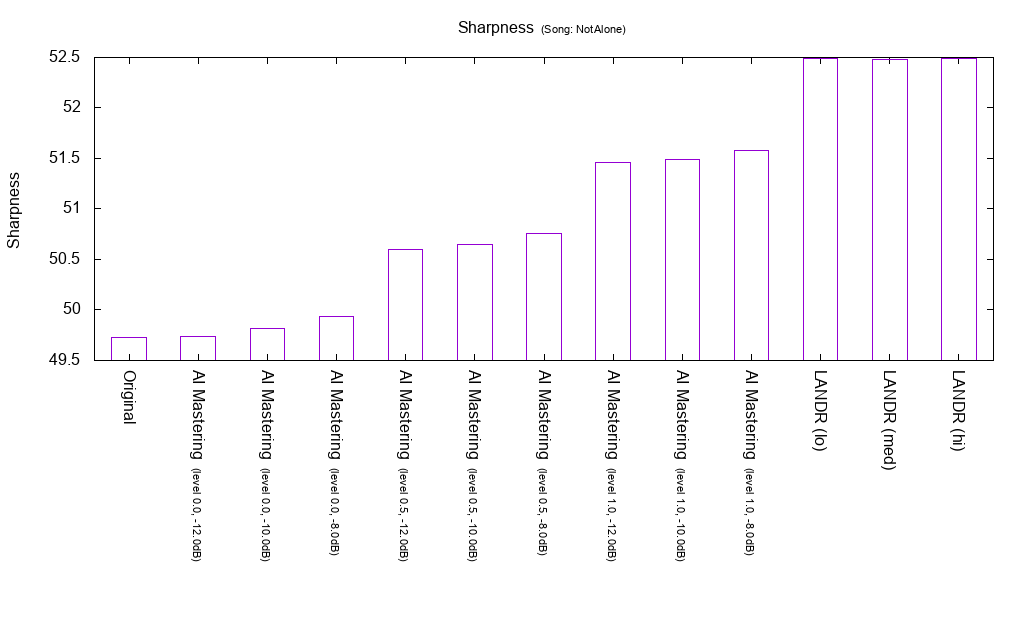 Sharpness (Song: NotAlone)
52.5
52
51.5
51
50.5
50
49.5
Sharpness
Original
AI Mastering (level 0.0, -12.0dB)
AI Mastering (level 0.0, -10.0dB)
AI Mastering (level 0.0, -8.0dB)
AI Mastering (level 0.5, -12.0dB)
AI Mastering (level 0.5, -10.0dB)
AI Mastering (level 0.5, -8.0dB)
AI Mastering (level 1.0, -12.0dB)
AI Mastering (level 1.0, -10.0dB)
AI Mastering (level 1.0, -8.0dB)
LANDR (lo)
LANDR (med)
LANDR (hi)